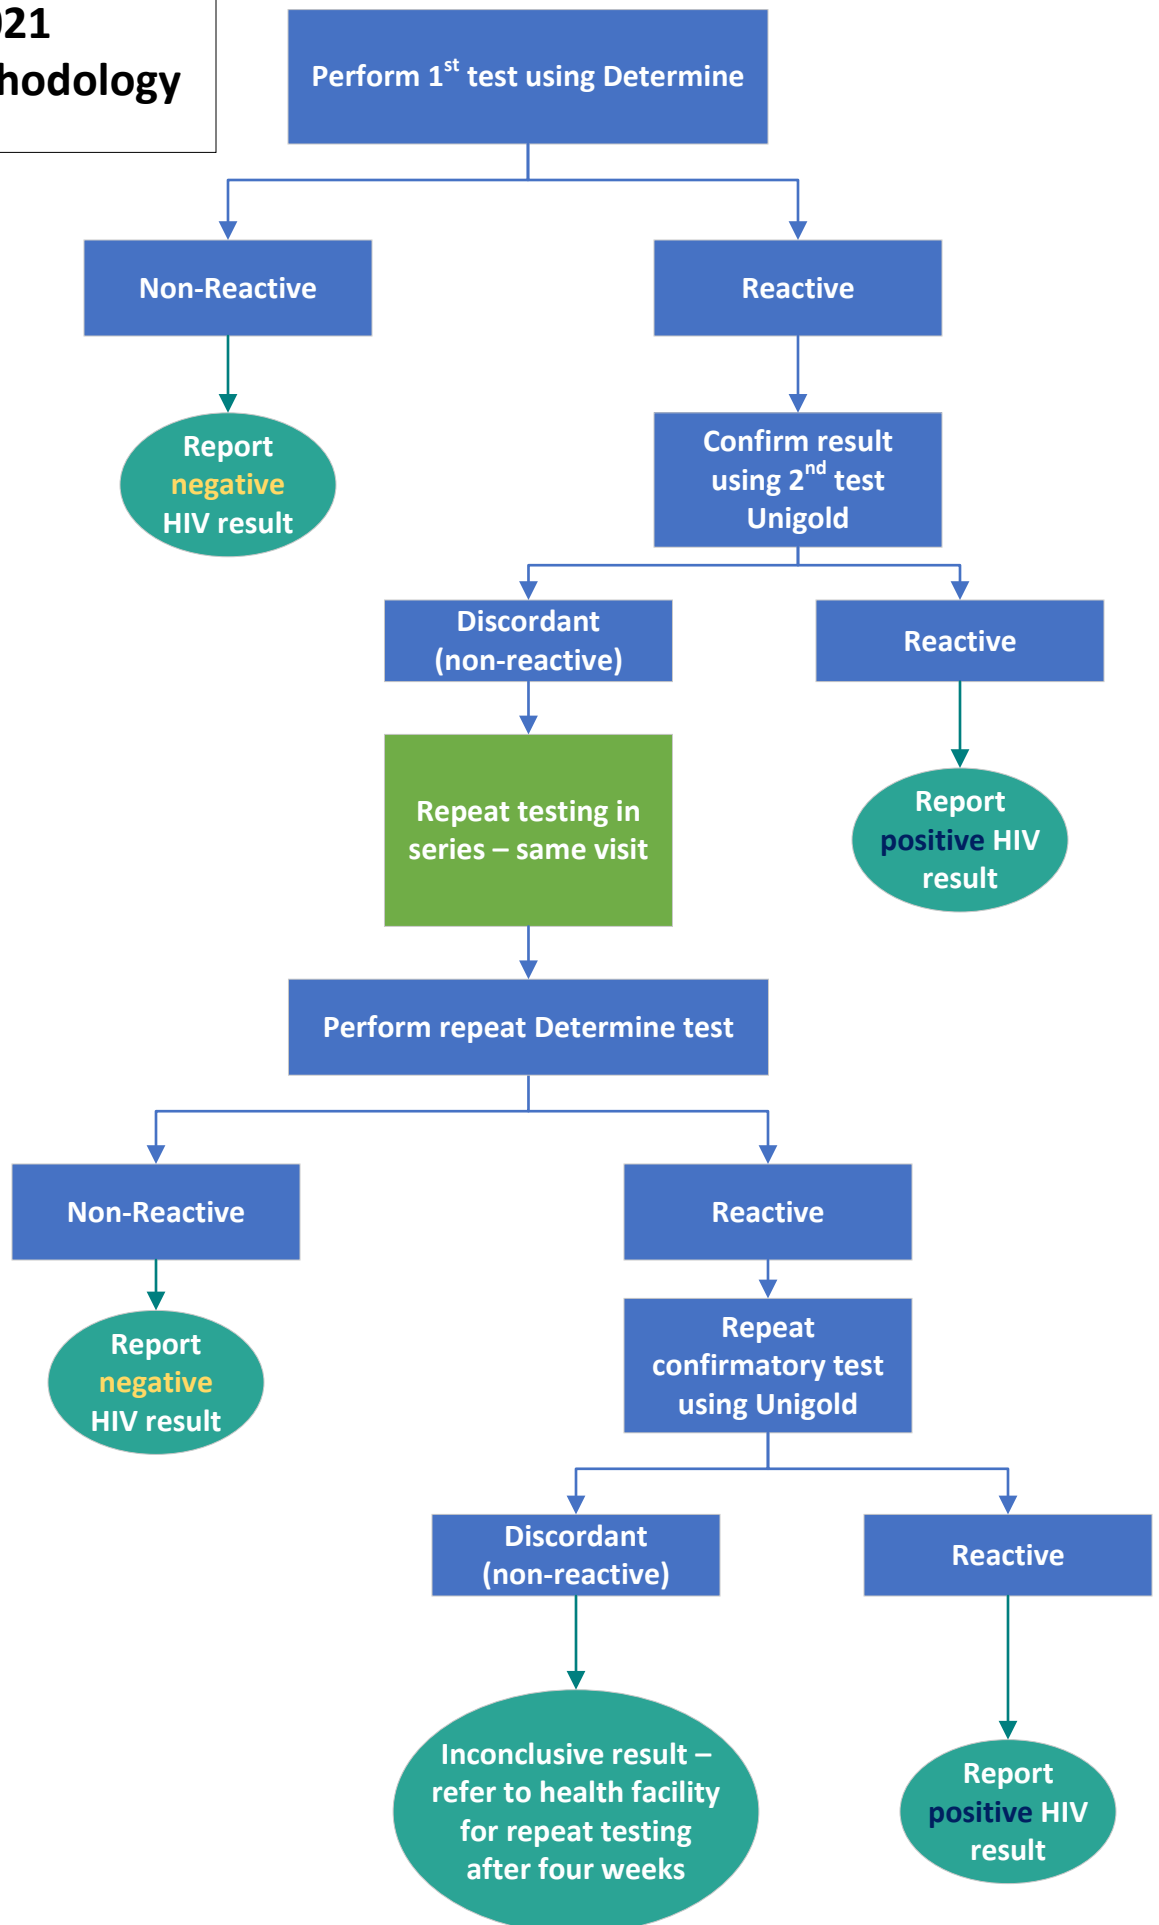 021
hodology
Perform 1st test using Determine
Non-Reactive
Reactive
Report
negative
HIV result
Confirm result
using 2nd test
Unigold
Discordant
(non-reactive)
Reactive
Repeat testing in
series – same visit
Report
positive HIV
result
Perform repeat Determine test
Non-Reactive
Reactive
Report
negative
HIV result
Repeat
confirmatory test
using Unigold
Discordant
(non-reactive)
Reactive
Inconclusive result –
refer to health facility
for repeat testing
after four weeks
Report
positive HIV
result